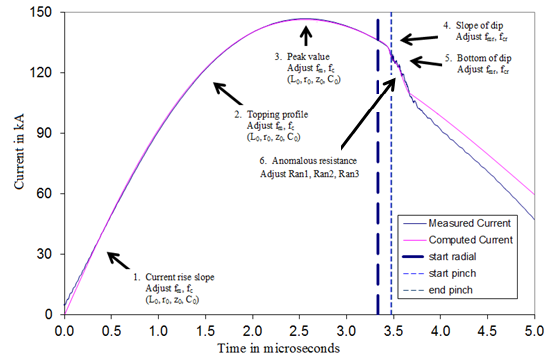 150
120
90
60
30
0
Current in kA
0.0
0.5
1.0
1.5
2.0
2.5
3.0
3.5
4.0
4.5
5.0
Time in microseconds
1. Current rise slope
Adjust fm, fc
(L0, r0, z0, C0)
2. Topping profile
Adjust fm, fc
(L0, r0, z0, C0)
3. Peak value
Adjust fm, fc
(L0, r0, z0, C0)
4. Slope of dip
Adjust fmr, fcr
5. Bottom of dip
Adjust fmr, fcr
6. Anomalous resistance
Adjust Ran1, Ran2, Ran3
Measured Current
Computed Current
start radial
start pinch
end pinch